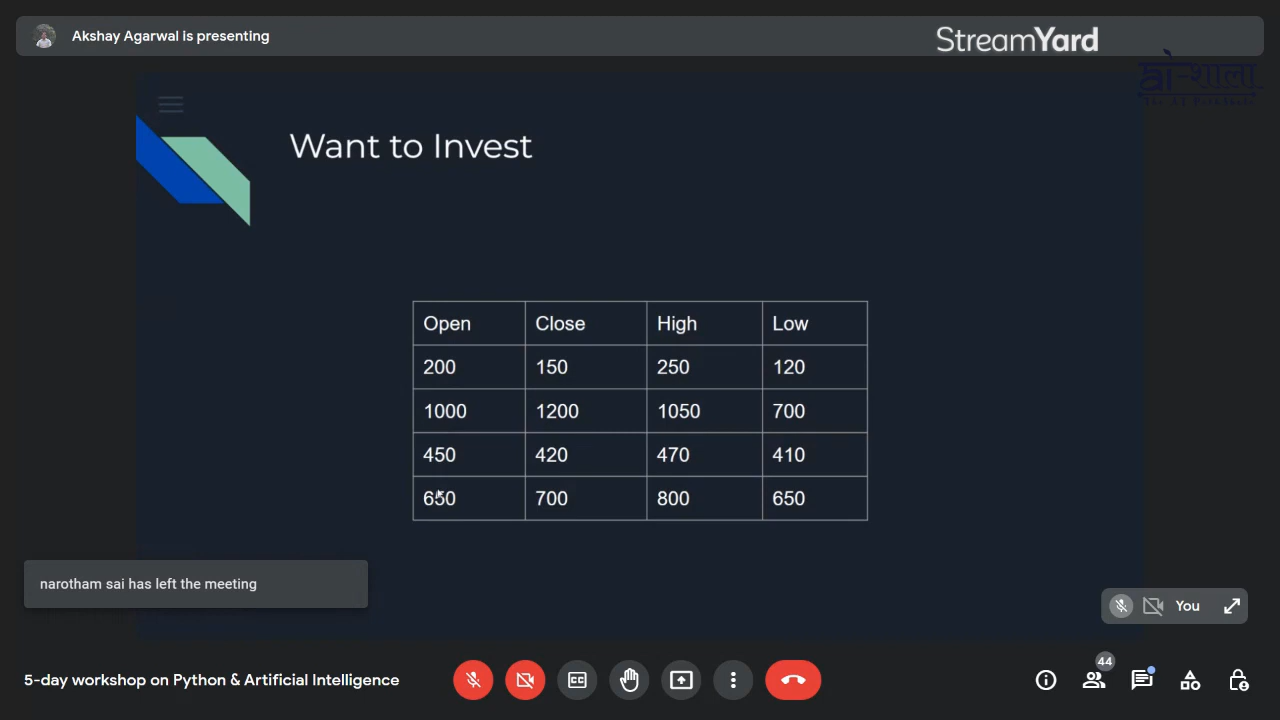 Akshay Agarwal is presenting
StreamYard
ai-शाला
Want to Invest
Open Close High Low
200 150 250 120
1000 1200 1050 700
450 420 470 410
650 700 800 650
narotham sai has left the meeting
You
44
5-day workshop on Python & Artificial Intelligence
CC